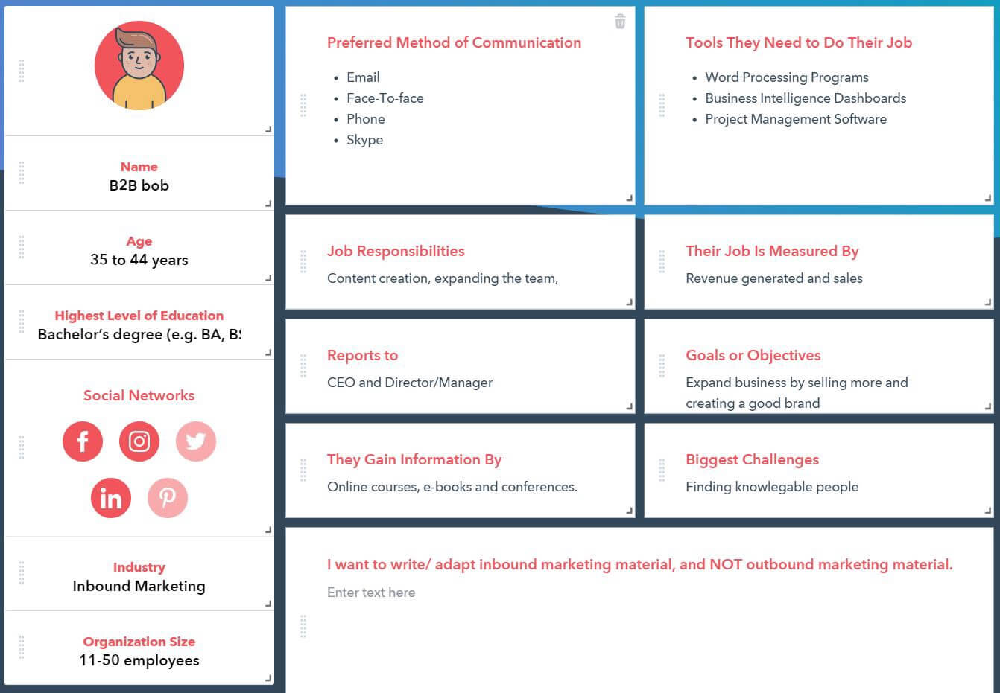 Name
B2B bob
Age
35 to 44 years
Highest Level of Education
Bachelor's degree (e.g. BA, BS
Social Networks
f
in
Industry
Inbound Marketing
Organization Size
11-50 employees
Preferred Method of Communication
• Email
• Face-To-face
• Phone
• Skype
Tools They Need to Do Their Job
• Word Processing Programs
• Business Intelligence Dashboards
• Project Management Software
Job Responsibilities
Content creation, expanding the team,
Their Job Is Measured By
Revenue generated and sales
Reports to
CEO and Director/Manager
Goals or Objectives
Expand business by selling more and
creating a good brand
They Gain Information By
Online courses, e-books and conferences.
Biggest Challenges
Finding knowlegable people
I want to write/ adapt inbound marketing material, and NOT outbound marketing material.
Enter text here